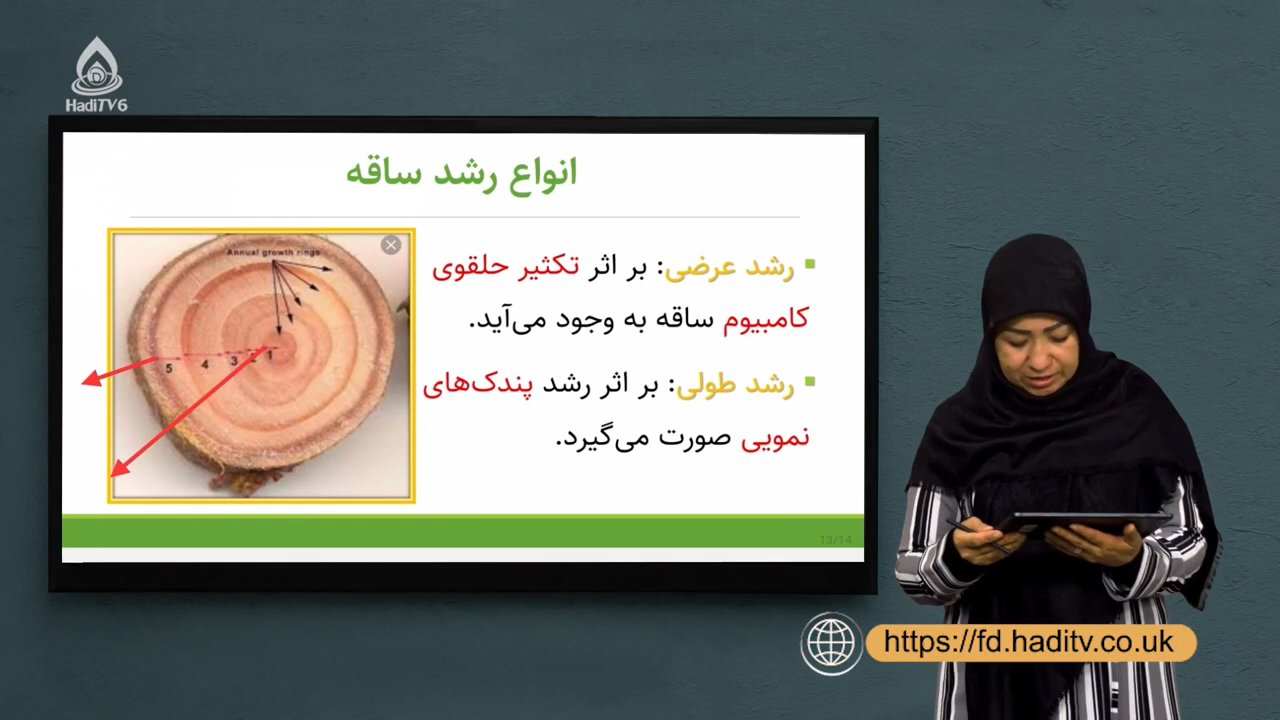 HadiTV6
انواع رشد ساقه
Annual growth rings
5 4 3 2 1
رشد عرضی: بر اثر تکثیر حلقوی
کامبیوم ساقه به وجود می‌آید.
رشد طولی: بر اثر رشد پندک‌های
نمویی صورت می‌گیرد.
13/14
https://fd.haditv.co.uk